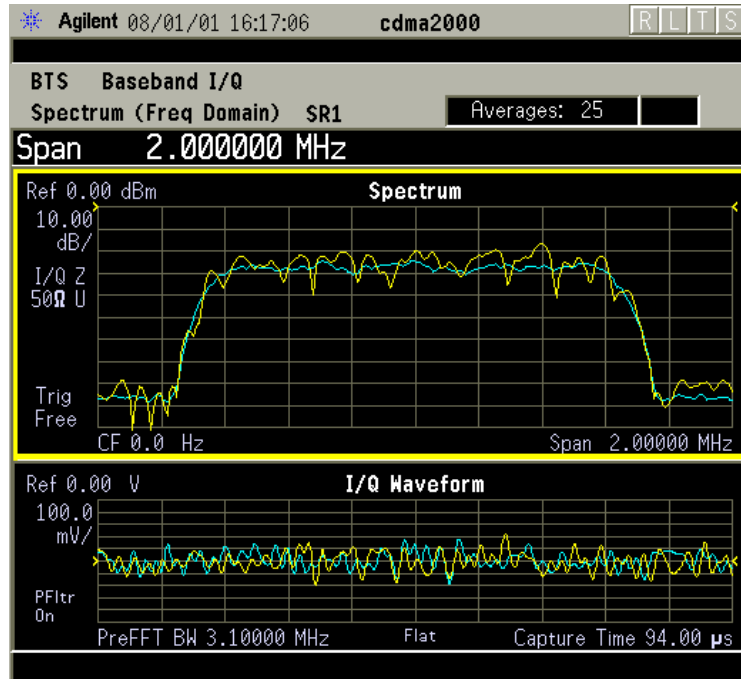 Agilent 08/01/01 16:17:06 cdma2000 R L T S
BTS Baseband I/Q
Spectrum (Freq Domain) SR1 Averages: 25
Span 2.000000 MHz
Ref 0.00 dBm Spectrum
10.00
dB/
I/Q Z
50Ω U
Trig
Free
CF 0.0 Hz Span 2.00000 MHz
Ref 0.00 V I/Q Waveform
100.0
mV/
PFltr
On
PreFFT BW 3.10000 MHz Flat Capture Time 94.00 µs